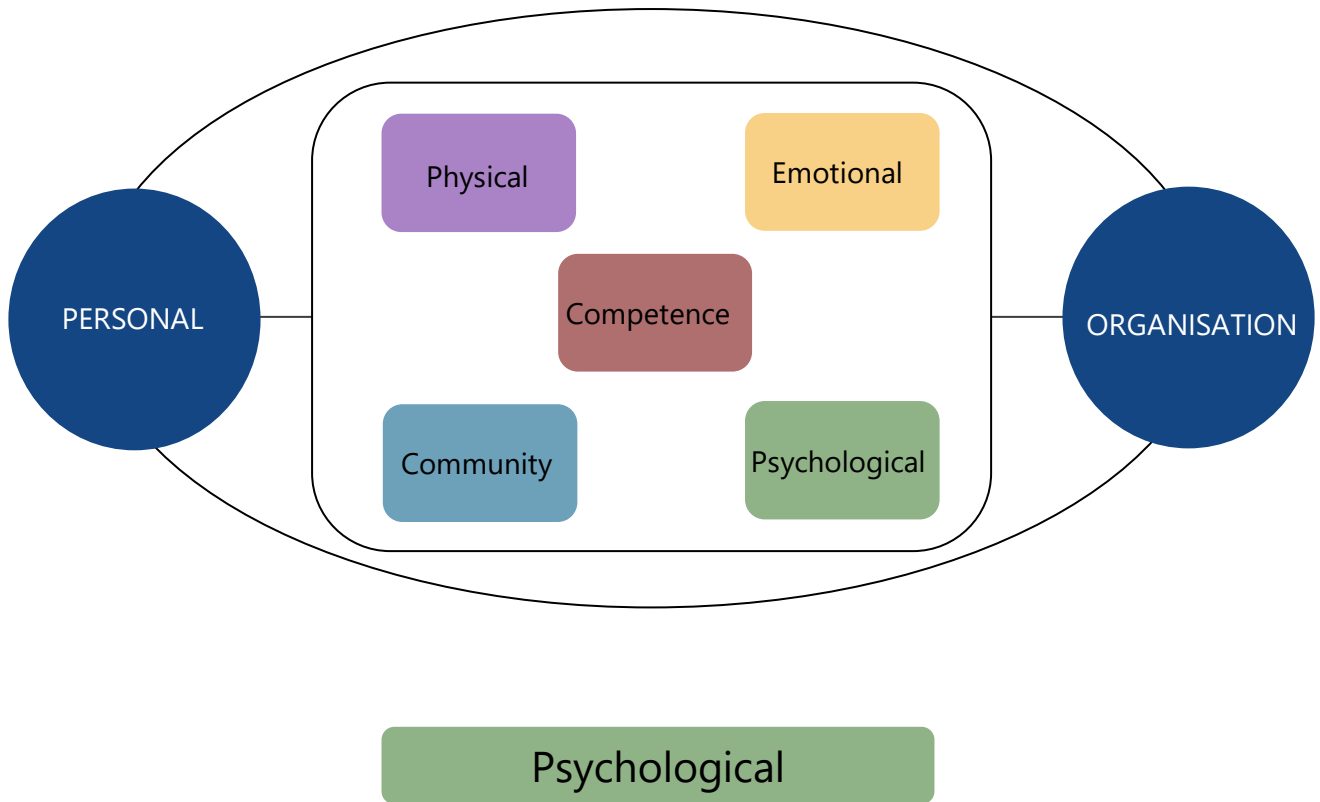 Physical
Emotional
PERSONAL
Competence
ORGANISATION
Community
Psychological
Psychological